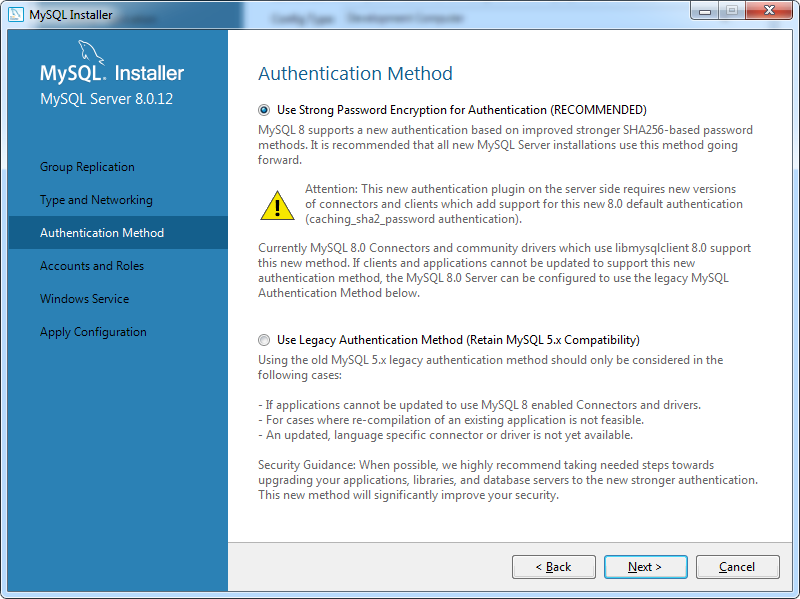 MySQL Installer
Config Type: Development Computer
MySQL. Installer
MySQL Server 8.0.12
Group Replication
Type and Networking
Authentication Method
Accounts and Roles
Windows Service
Apply Configuration
Authentication Method
Use Strong Password Encryption for Authentication (RECOMMENDED)
MySQL 8 supports a new authentication based on improved stronger SHA256-based password
methods. It is recommended that all new MySQL Server installations use this method going
forward.
Attention: This new authentication plugin on the server side requires new versions
of connectors and clients which add support for this new 8.0 default authentication
(caching_sha2_password authentication).
Currently MySQL 8.0 Connectors and community drivers which use libmysqlclient 8.0 support
this new method. If clients and applications cannot be updated to support this new
authentication method, the MySQL 8.0 Server can be configured to use the legacy MySQL
Authentication Method below.
Use Legacy Authentication Method (Retain MySQL 5.x Compatibility)
Using the old MySQL 5.x legacy authentication method should only be considered in the
following cases:
- If applications cannot be updated to use MySQL 8 enabled Connectors and drivers.
- For cases where re-compilation of an existing application is not feasible.
- An updated, language specific connector or driver is not yet available.
Security Guidance: When possible, we highly recommend taking needed steps towards
upgrading your applications, libraries, and database servers to the new stronger authentication.
This new method will significantly improve your security.
< Back
Next >
Cancel